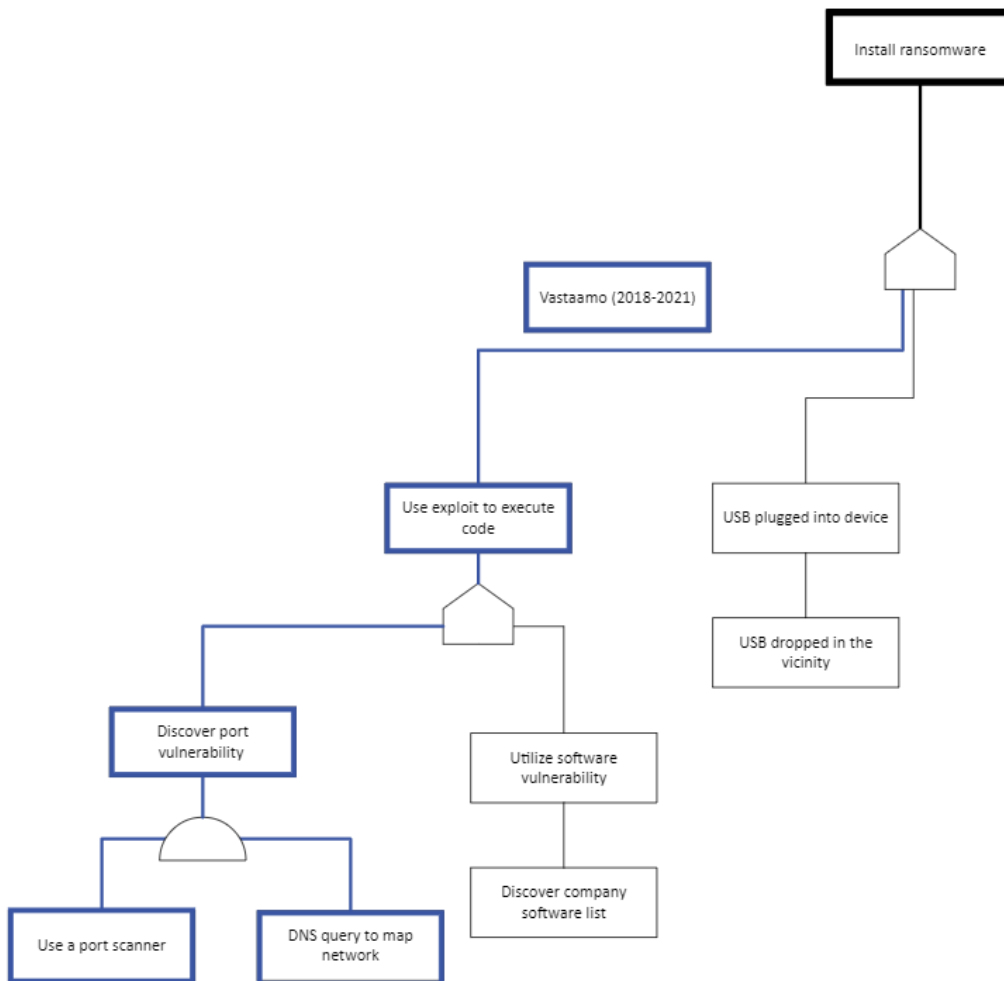 Install ransomware
Vastaamo (2018-2021)
Use exploit to execute
code
USB plugged into device
USB dropped in the
vicinity
Discover port
vulnerability
Utilize software
vulnerability
Discover company
software list
Use a port scanner
DNS query to map
network